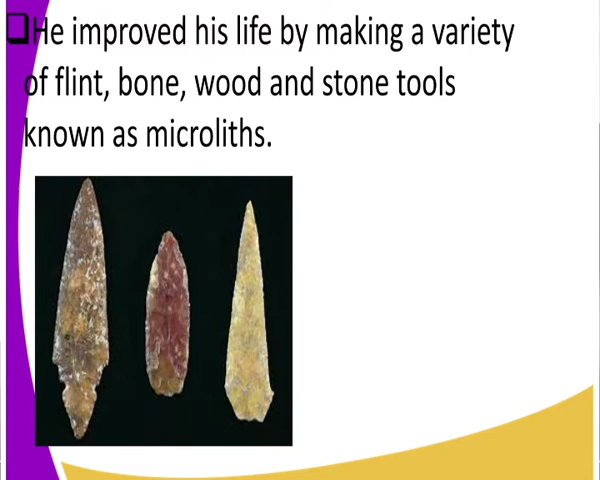 He improved his life by making a variety
of flint, bone, wood and stone tools
known as microliths.